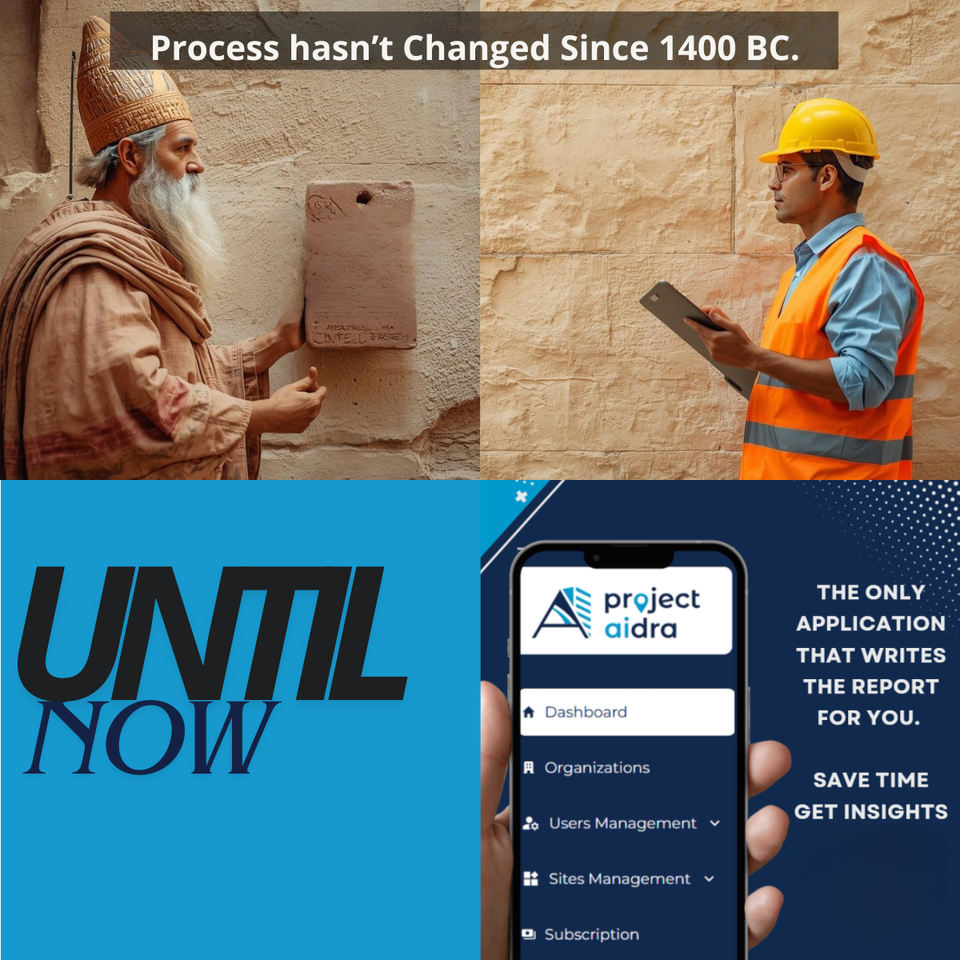 Process hasn’t Changed Since 1400 BC.
UNTIL
NOW
project
aidra
Dashboard
Organizations
Users Management
Sites Management
Subscription
THE ONLY
APPLICATION
THAT WRITES
THE REPORT
FOR YOU.
SAVE TIME
GET INSIGHTS